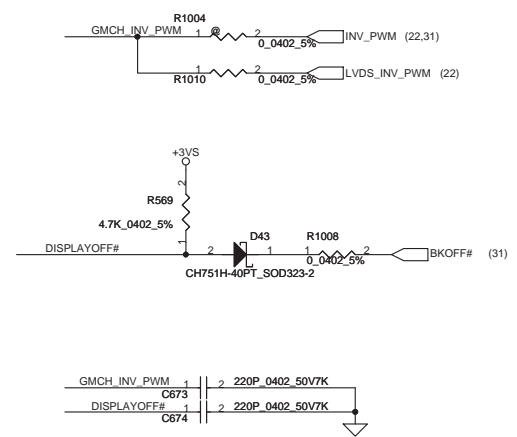 R1004
GMCH_INV_PWM 1 @ 2 INV_PWM (22,31)
0_0402_5%
1 2 LVDS_INV_PWM (22)
R1010 0_0402_5%
+3VS
2
R569
4.7K_0402_5%
1
D43 R1008
DISPLAYOFF# 2 1 1 2 BKOFF# (31)
0_0402_5%
CH751H-40PT_SOD323-2
GMCH_INV_PWM 1 2 220P_0402_50V7K
C673
DISPLAYOFF# 1 2 220P_0402_50V7K
C674